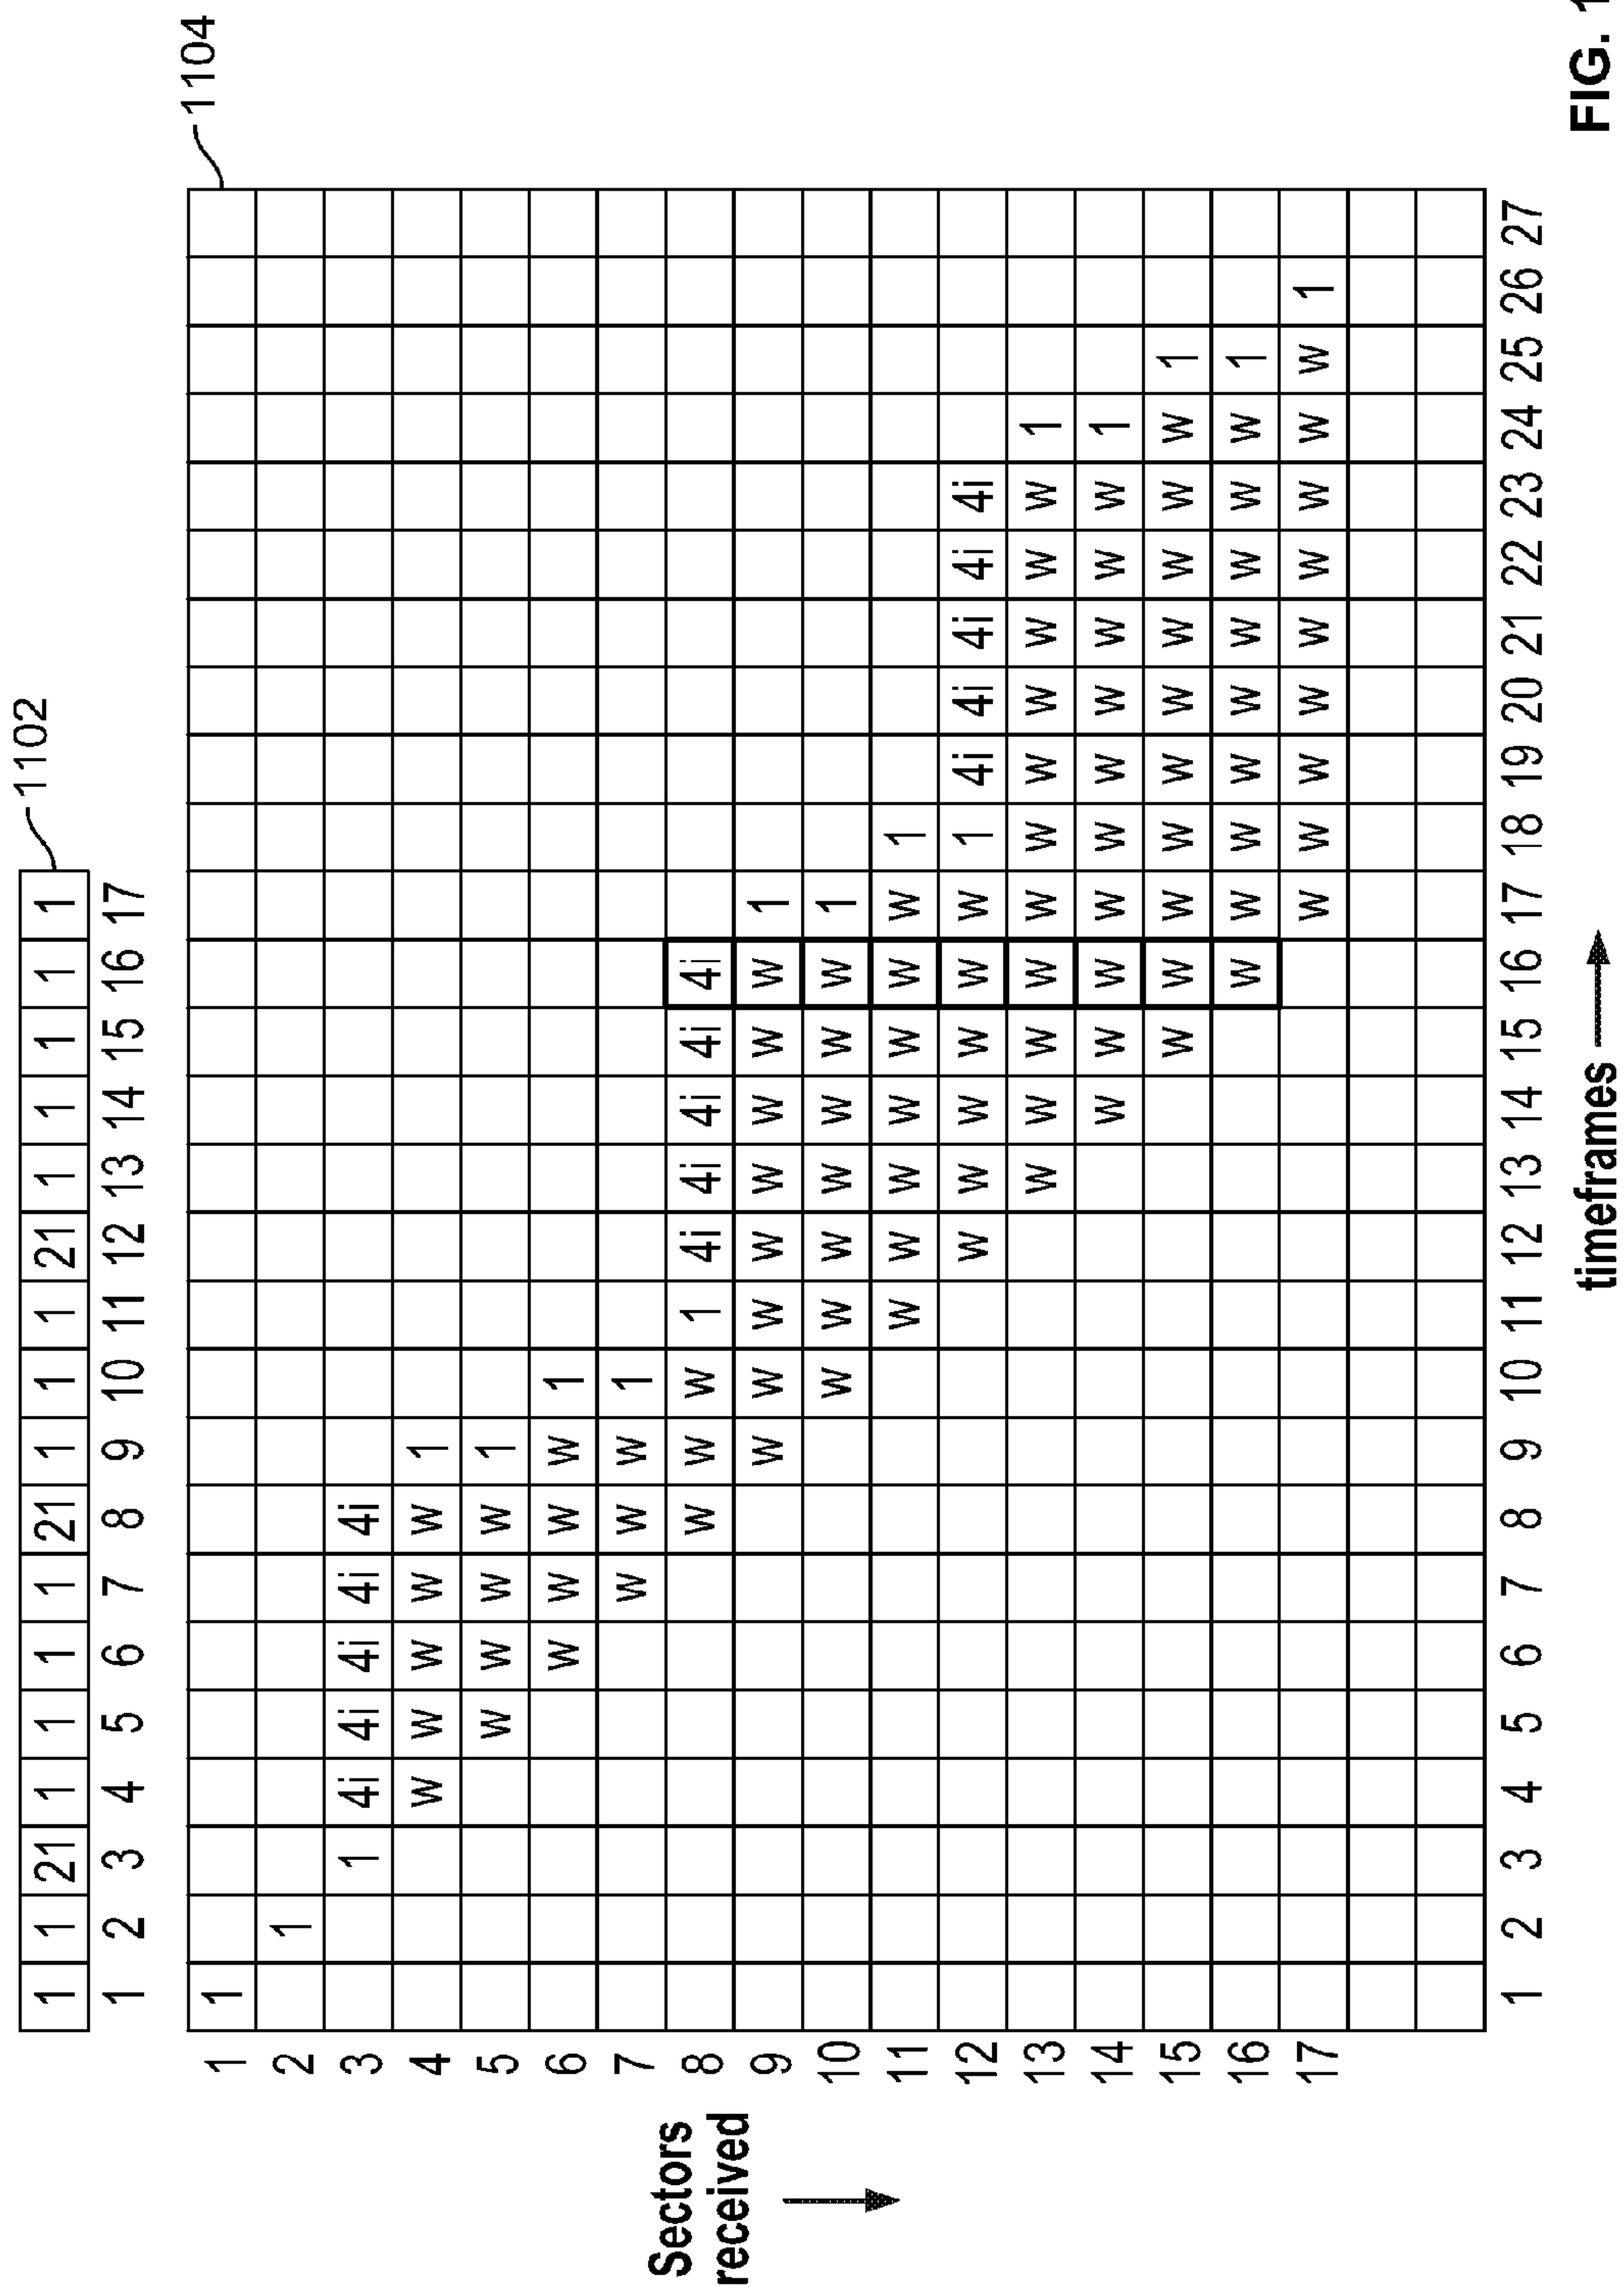 1 1 21 1 1 1 1 21 1 1 1 21 1 1 1 1 1 1102
1 2 3 4 5 6 7 8 9 10 11 12 13 14 15 16 17
1104
1 1
2 1
3 1 4i 4i 4i 4i 4i
4 w w w w w 1
5 w w w w 1
6 w w w w 1
7 w w w 1
8 w w w 1 4i 4i 4i 4i 4i
9 w w w w w w w w 1
10 w w w w w w w 1
11 w w w w w w w 1
12 w w w w w w 1 4i 4i 4i 4i 4i
13 w w w w w w w w w w w 1
14 w w w w w w w w w w 1
15 w w w w w w w w w w 1
16 w w w w w w w w w 1
17 w w w w w w w w w 1
Sectors
received
1 2 3 4 5 6 7 8 9 10 11 12 13 14 15 16 17 18 19 20 21 22 23 24 25 26 27
timeframes
FIG.